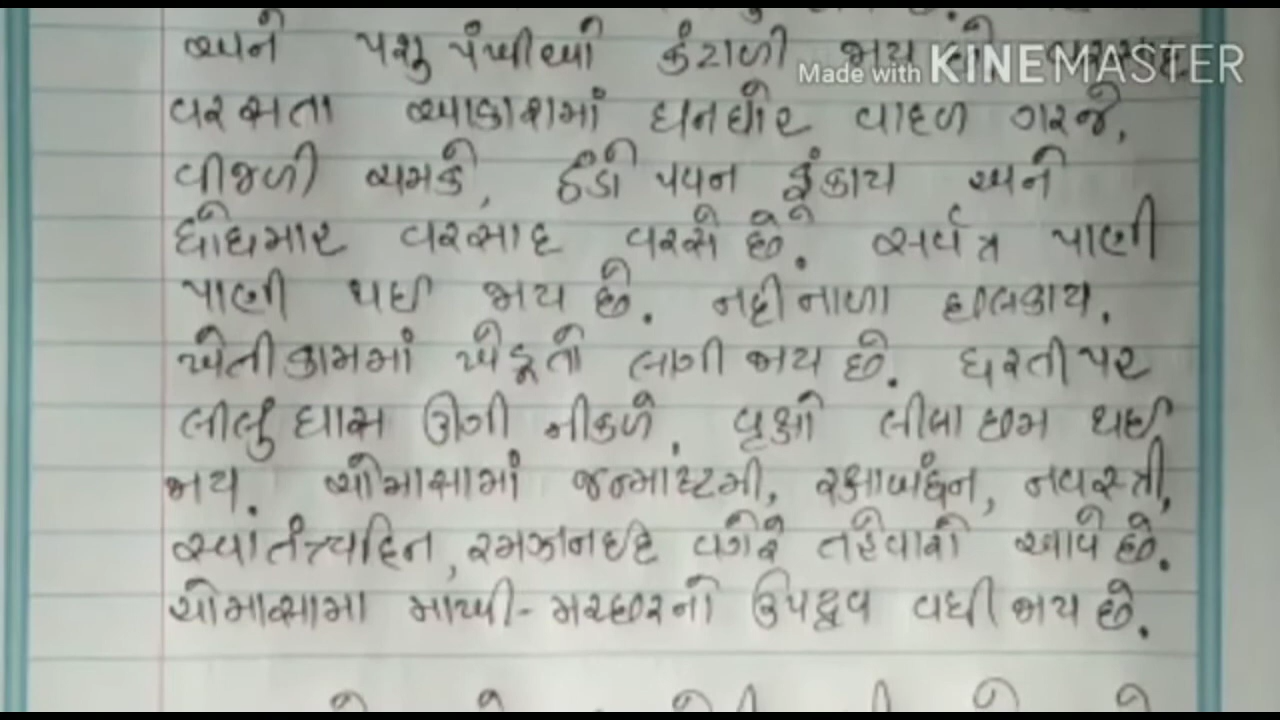 અને પશુ પંખીઓ કંટાળી જાય
Made with KINEMASTER
વરસતા આકાશમાં ઘનઘોર વાદળ ગરજે,
વીજળી ચમકે, ઠંડો પવન ફૂંકાય અને
ધોધમાર વરસાદ વરસે છે. સર્વત્ર પાણી
પાણી થઈ જાય છે. નદીનાળા છલકાય.
ખેતીકામમાં ખેડૂતો લાગી જાય છે. ધરતી પર
લીલું ઘાસ ઊગી નીકળે. વૃક્ષો લીલા છમ થઈ
જાય. ચોમાસામાં જન્માષ્ટમી, રક્ષાબંધન, નવરાત્રી,
સ્વાતંત્ર્યદિન, રમઝાનઈદ વગેરે તહેવારો આવે છે.
ચોમાસામા માખી-મચ્છરનો ઉપદ્રવ વધી જાય છે.